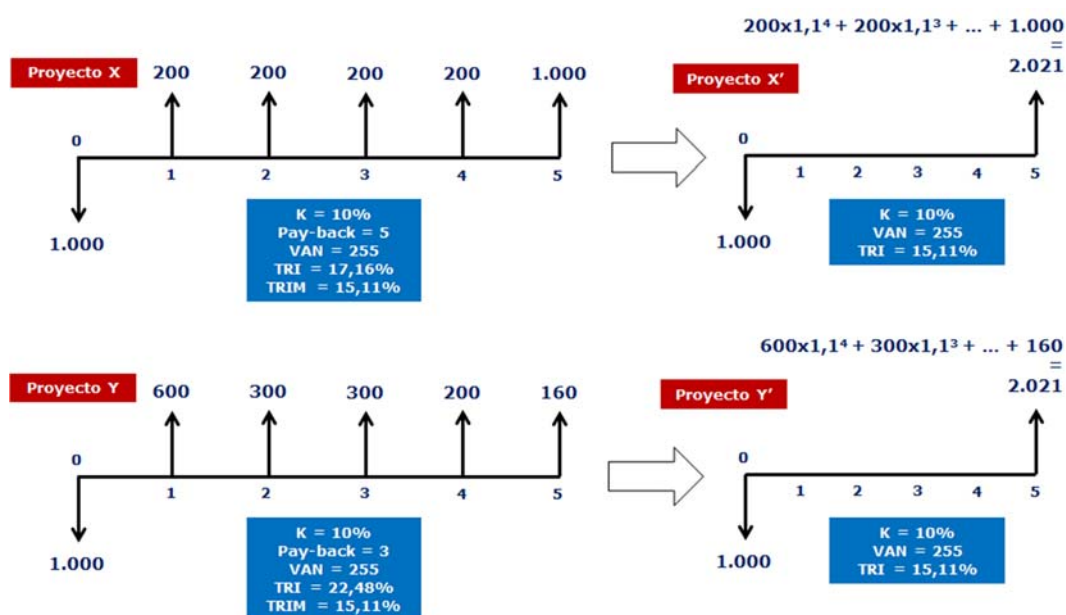 200x1,1⁴ + 200x1,1³ + ... + 1.000
=
2.021
Proyecto X
200
200
200
200
1.000
Proyecto X'
0
1
2
3
4
5
1.000
K = 10%
Pay-back = 5
VAN = 255
TRI = 17,16%
TRIM = 15,11%
0
1
2
3
4
5
1.000
K = 10%
VAN = 255
TRI = 15,11%
600x1,1⁴ + 300x1,1³ + ... + 160
=
2.021
Proyecto Y
600
300
300
200
160
Proyecto Y'
0
1
2
3
4
5
1.000
K = 10%
Pay-back = 3
VAN = 255
TRI = 22,48%
TRIM = 15,11%
0
1
2
3
4
5
1.000
K = 10%
VAN = 255
TRI = 15,11%